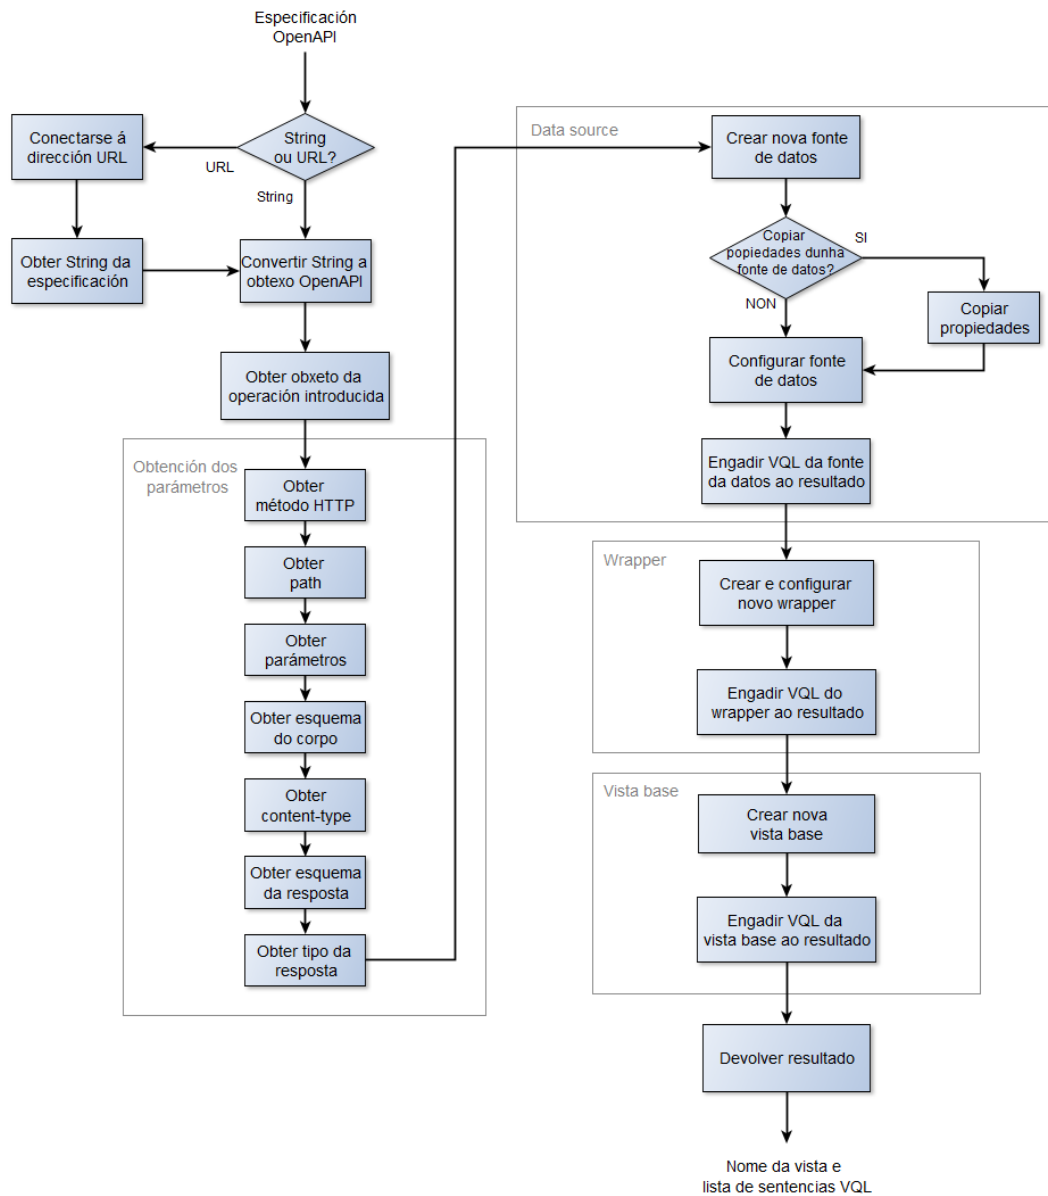 Especificación
OpenAPI
String
ou URL?
URL
String
Conectarse á
dirección URL
Obter String da
especificación
Convertir String a
obtexo OpenAPI
Obter obxeto da
operación introducida
Obtención dos
parámetros
Obter
método HTTP
Obter
path
Obter
parámetros
Obter esquema
do corpo
Obter
content-type
Obter esquema
da resposta
Obter tipo da
resposta
Data source
Crear nova fonte
de datos
Copiar
popiedades dunha
fonte de datos?
SI
NON
Copiar
propiedades
Configurar fonte
de datos
Engadir VQL da fonte
da datos ao resultado
Wrapper
Crear e configurar
novo wrapper
Engadir VQL do
wrapper ao resultado
Vista base
Crear nova
vista base
Engadir VQL da
vista base ao resultado
Devolver resultado
Nome da vista e
lista de sentencias VQL